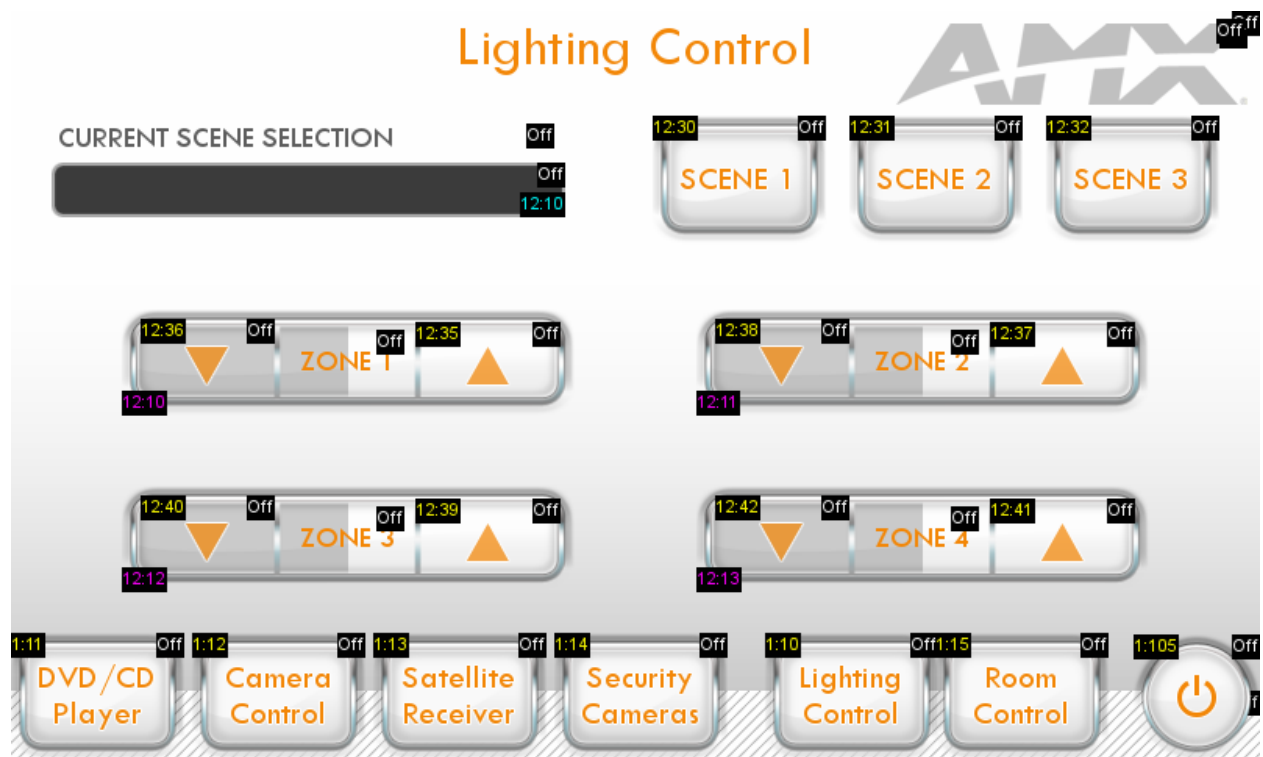 Lighting Control
AMX
Off
Off
CURRENT SCENE SELECTION
Off
Off
12:10
12:30 Off
SCENE 1
12:31 Off
SCENE 2
12:32 Off
SCENE 3
12:36 Off
ZONE 1
Off
12:35 Off
12:10
12:38 Off
ZONE 2
Off
12:37 Off
12:11
12:40 Off
ZONE 3
Off
12:39 Off
12:12
12:42 Off
ZONE 4
Off
12:41 Off
12:13
1:11 Off
DVD/CD
Player
1:12 Off
Camera
Control
1:13 Off
Satellite
Receiver
1:14 Off
Security
Cameras
1:10 Off
Lighting
Control
1:15 Off
Room
Control
1:105 Off